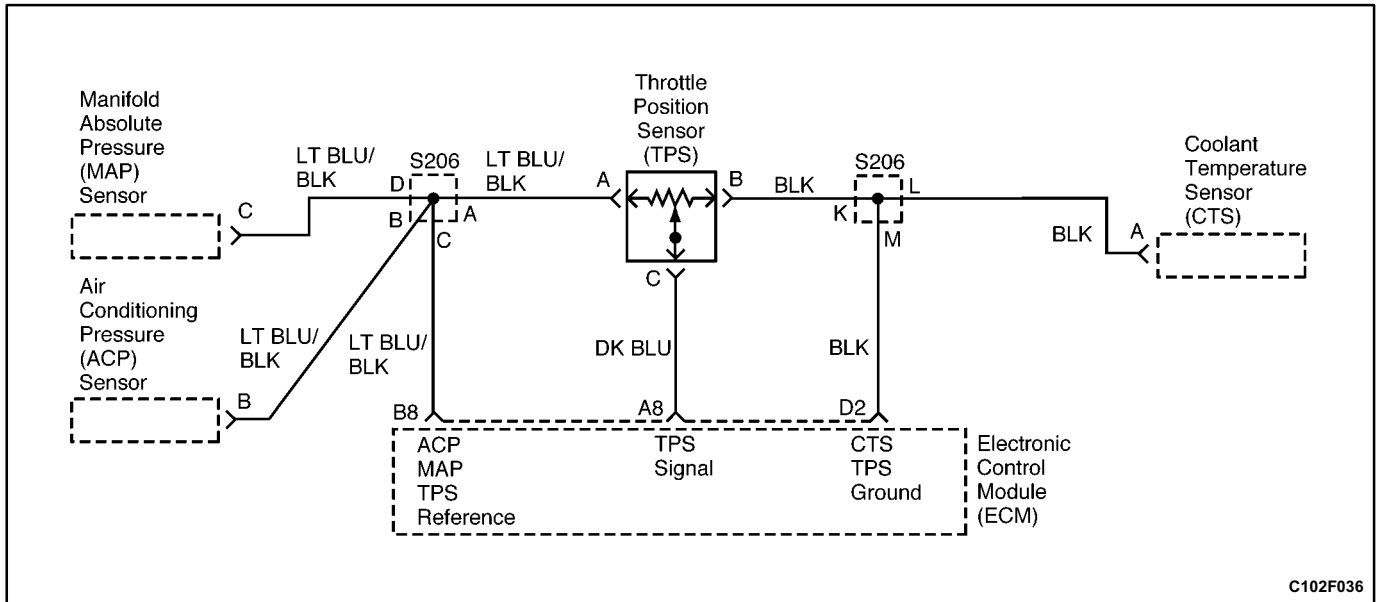 Manifold
Absolute
Pressure
(MAP)
Sensor
C
LT BLU/
BLK
D
S206
B
A
C
LT BLU/
BLK
Throttle
Position
Sensor
(TPS)
A
B
C
BLK
S206
K
L
M
BLK
A
Coolant
Temperature
Sensor
(CTS)
Air
Conditioning
Pressure
(ACP)
Sensor
B
LT BLU/
BLK
LT BLU/
BLK
DK BLU
BLK
B8
A8
D2
ACP
MAP
TPS
Reference
TPS
Signal
CTS
TPS
Ground
Electronic
Control
Module
(ECM)
C102F036